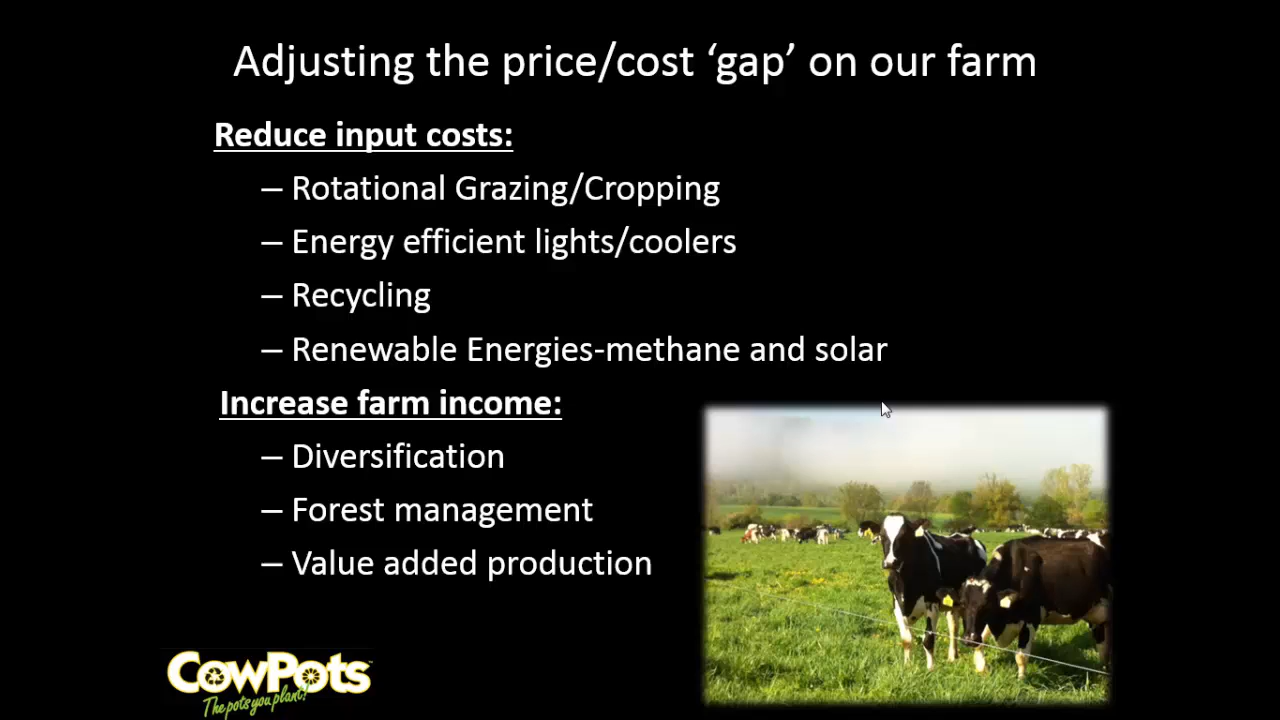 Adjusting the price/cost ‘gap’ on our farm
Reduce input costs:
– Rotational Grazing/Cropping
– Energy efficient lights/coolers
– Recycling
– Renewable Energies-methane and solar
Increase farm income:
– Diversification
– Forest management
– Value added production
CowPots™
The pots you plant!